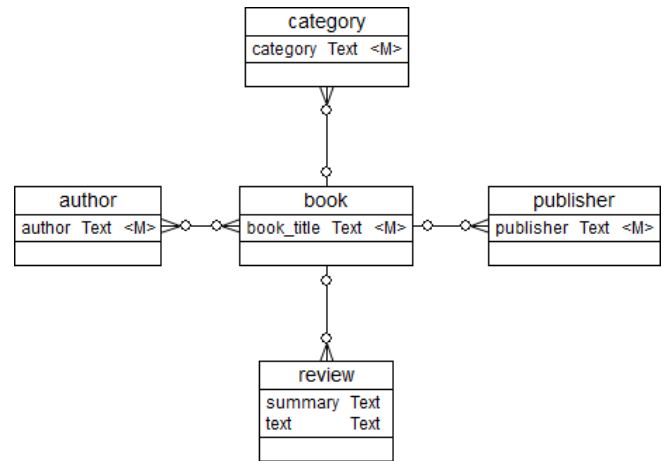 category
category Text <M>
author
author Text <M>
book
book_title Text <M>
publisher
publisher Text <M>
review
summary Text
text Text